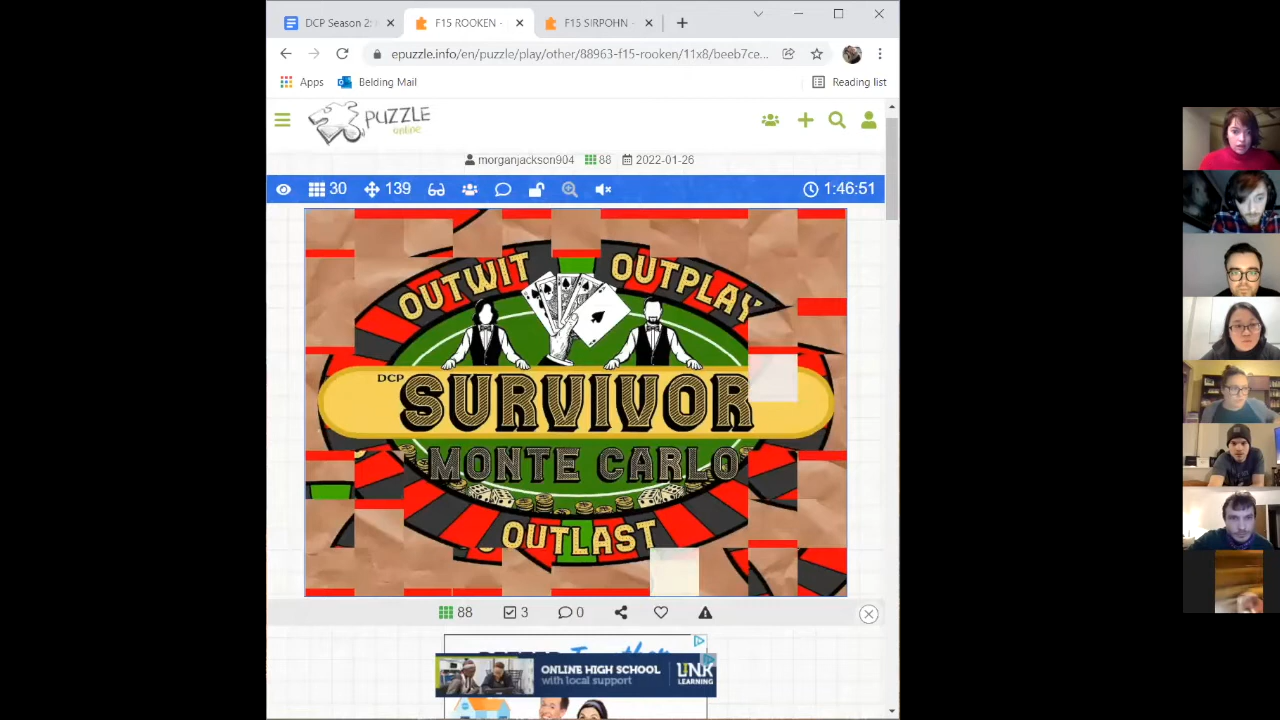 DCP Season 2:
F15 ROOKEN -
F15 SIRPOHN -
epuzzle.info/en/puzzle/play/other/88963-f15-rooken/11x8/beeb7ce...
Apps
Belding Mail
Reading list
PUZZLE
online
morganjackson904
88
2022-01-26
30
139
1:46:51
OUTWIT
OUTPLAY
DCP
SURVIVOR
MONTE CARLO
OUTLAST
88
3
0
ONLINE HIGH SCHOOL
with local support
UNK
LEARNING